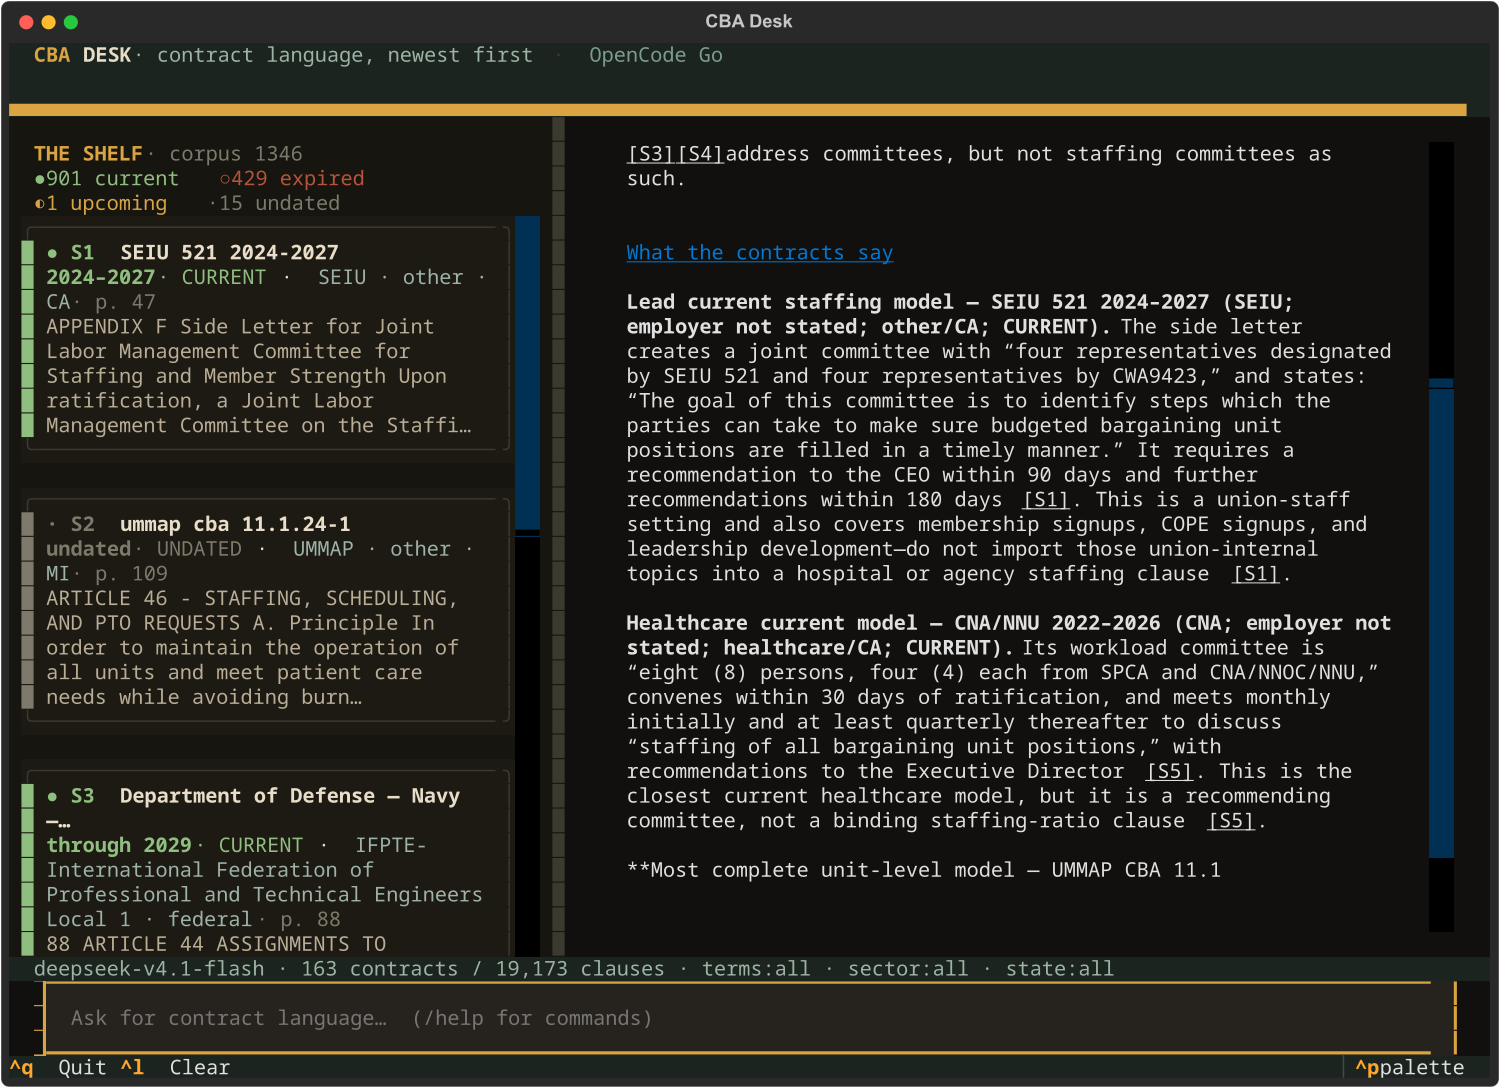 CBA Desk
CBA DESK· contract language, newest first · OpenCode Go
THE SHELF· corpus 1346
●901 current ○429 expired
◐1 upcoming ·15 undated
● S1 SEIU 521 2024-2027
2024–2027· CURRENT · SEIU · other ·
CA· p. 47
APPENDIX F Side Letter for Joint
Labor Management Committee for
Staffing and Member Strength Upon
ratification, a Joint Labor
Management Committee on the Staffi…
· S2 ummap cba 11.1.24-1
undated· UNDATED · UMMAP · other ·
MI· p. 109
ARTICLE 46 - STAFFING, SCHEDULING,
AND PTO REQUESTS A. Principle In
order to maintain the operation of
all units and meet patient care
needs while avoiding burn…
● S3 Department of Defense — Navy
—…
through 2029· CURRENT · IFPTE-
International Federation of
Professional and Technical Engineers
Local 1 · federal· p. 88
88 ARTICLE 44 ASSIGNMENTS TO
[S3][S4]address committees, but not staffing committees as
such.
What the contracts say
Lead current staffing model — SEIU 521 2024–2027 (SEIU;
employer not stated; other/CA; CURRENT). The side letter
creates a joint committee with “four representatives designated
by SEIU 521 and four representatives by CWA9423,” and states:
“The goal of this committee is to identify steps which the
parties can take to make sure budgeted bargaining unit
positions are filled in a timely manner.” It requires a
recommendation to the CEO within 90 days and further
recommendations within 180 days [S1]. This is a union-staff
setting and also covers membership signups, COPE signups, and
leadership development—do not import those union-internal
topics into a hospital or agency staffing clause [S1].
Healthcare current model — CNA/NNU 2022–2026 (CNA; employer not
stated; healthcare/CA; CURRENT). Its workload committee is
“eight (8) persons, four (4) each from SPCA and CNA/NNOC/NNU,”
convenes within 30 days of ratification, and meets monthly
initially and at least quarterly thereafter to discuss
“staffing of all bargaining unit positions,” with
recommendations to the Executive Director [S5]. This is the
closest current healthcare model, but it is a recommending
committee, not a binding staffing-ratio clause [S5].
**Most complete unit-level model — UMMAP CBA 11.1
deepseek-v4.1-flash · 163 contracts / 19,173 clauses · terms:all · sector:all · state:all
Ask for contract language… (/help for commands)
^q Quit ^l Clear ^ppalette